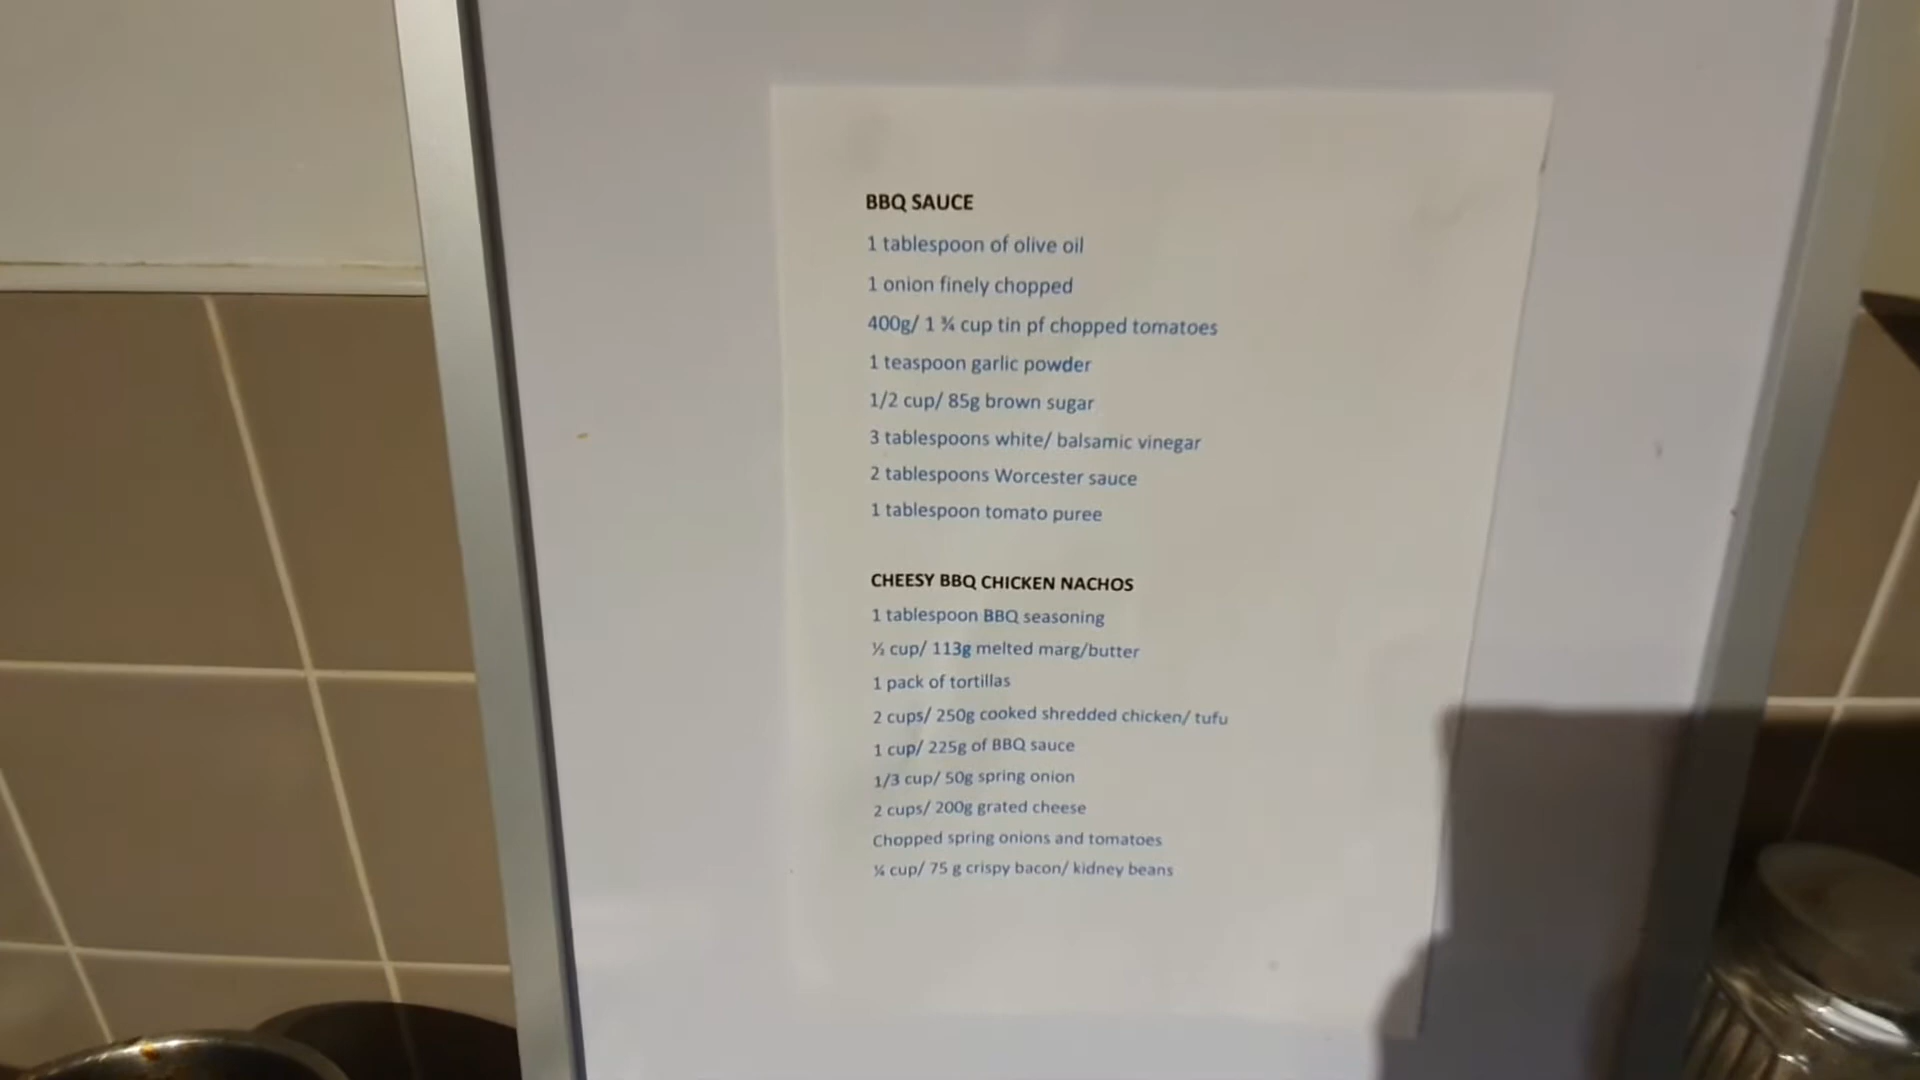 BBQ SAUCE
1 tablespoon of olive oil
1 onion finely chopped
400g/ 1 ¾ cup tin pf chopped tomatoes
1 teaspoon garlic powder
1/2 cup/ 85g brown sugar
3 tablespoons white/ balsamic vinegar
2 tablespoons Worcester sauce
1 tablespoon tomato puree
CHEESY BBQ CHICKEN NACHOS
1 tablespoon BBQ seasoning
½ cup/ 113g melted marg/butter
1 pack of tortillas
2 cups/ 250g cooked shredded chicken/ tufu
1 cup/ 225g of BBQ sauce
1/3 cup/ 50g spring onion
2 cups/ 200g grated cheese
Chopped spring onions and tomatoes
cup/ 75 g crispy bacon/ kidney beans